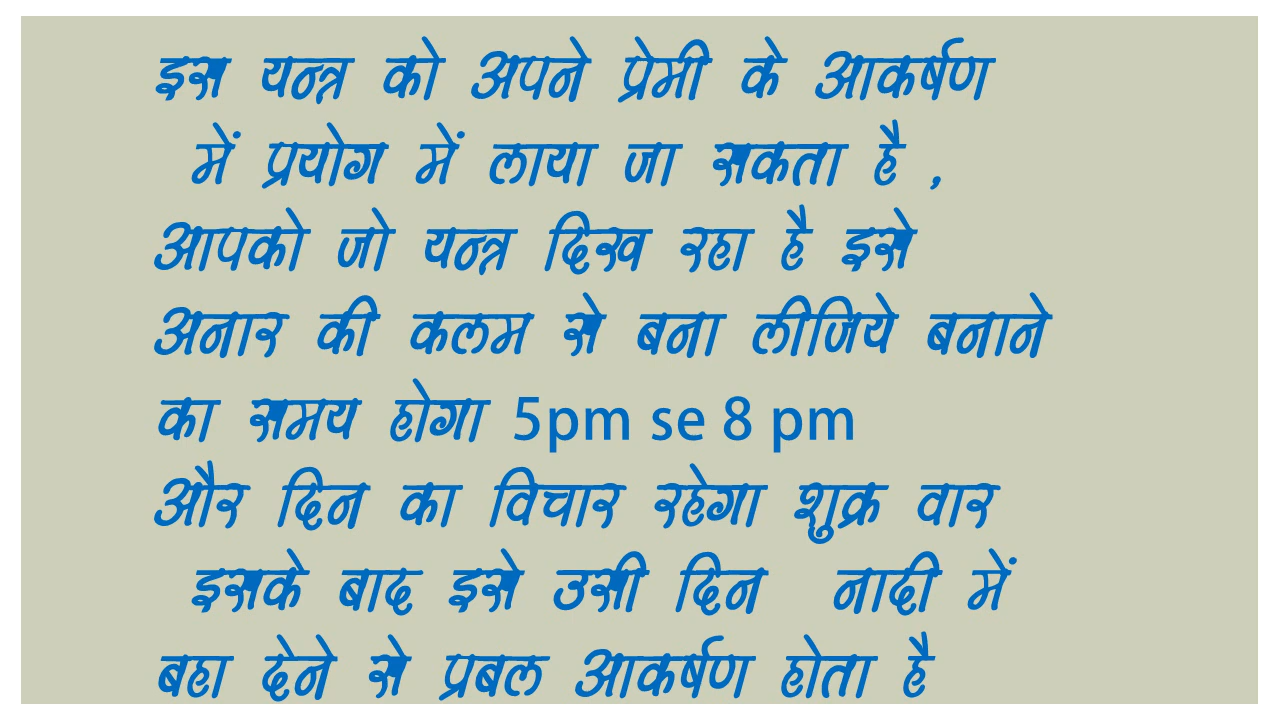 इस यन्त्र को अपने प्रेमी के आकर्षण
में प्रयोग में लाया जा सकता है ,
आपको जो यन्त्र दिख रहा है इसे
अनार की कलम से बना लीजिये बनाने
का समय होगा 5pm se 8 pm
और दिन का विचार रहेगा शुक्र वार
इसके बाद इसे उसी दिन नादी में
बहा देने से प्रबल आकर्षण होता है